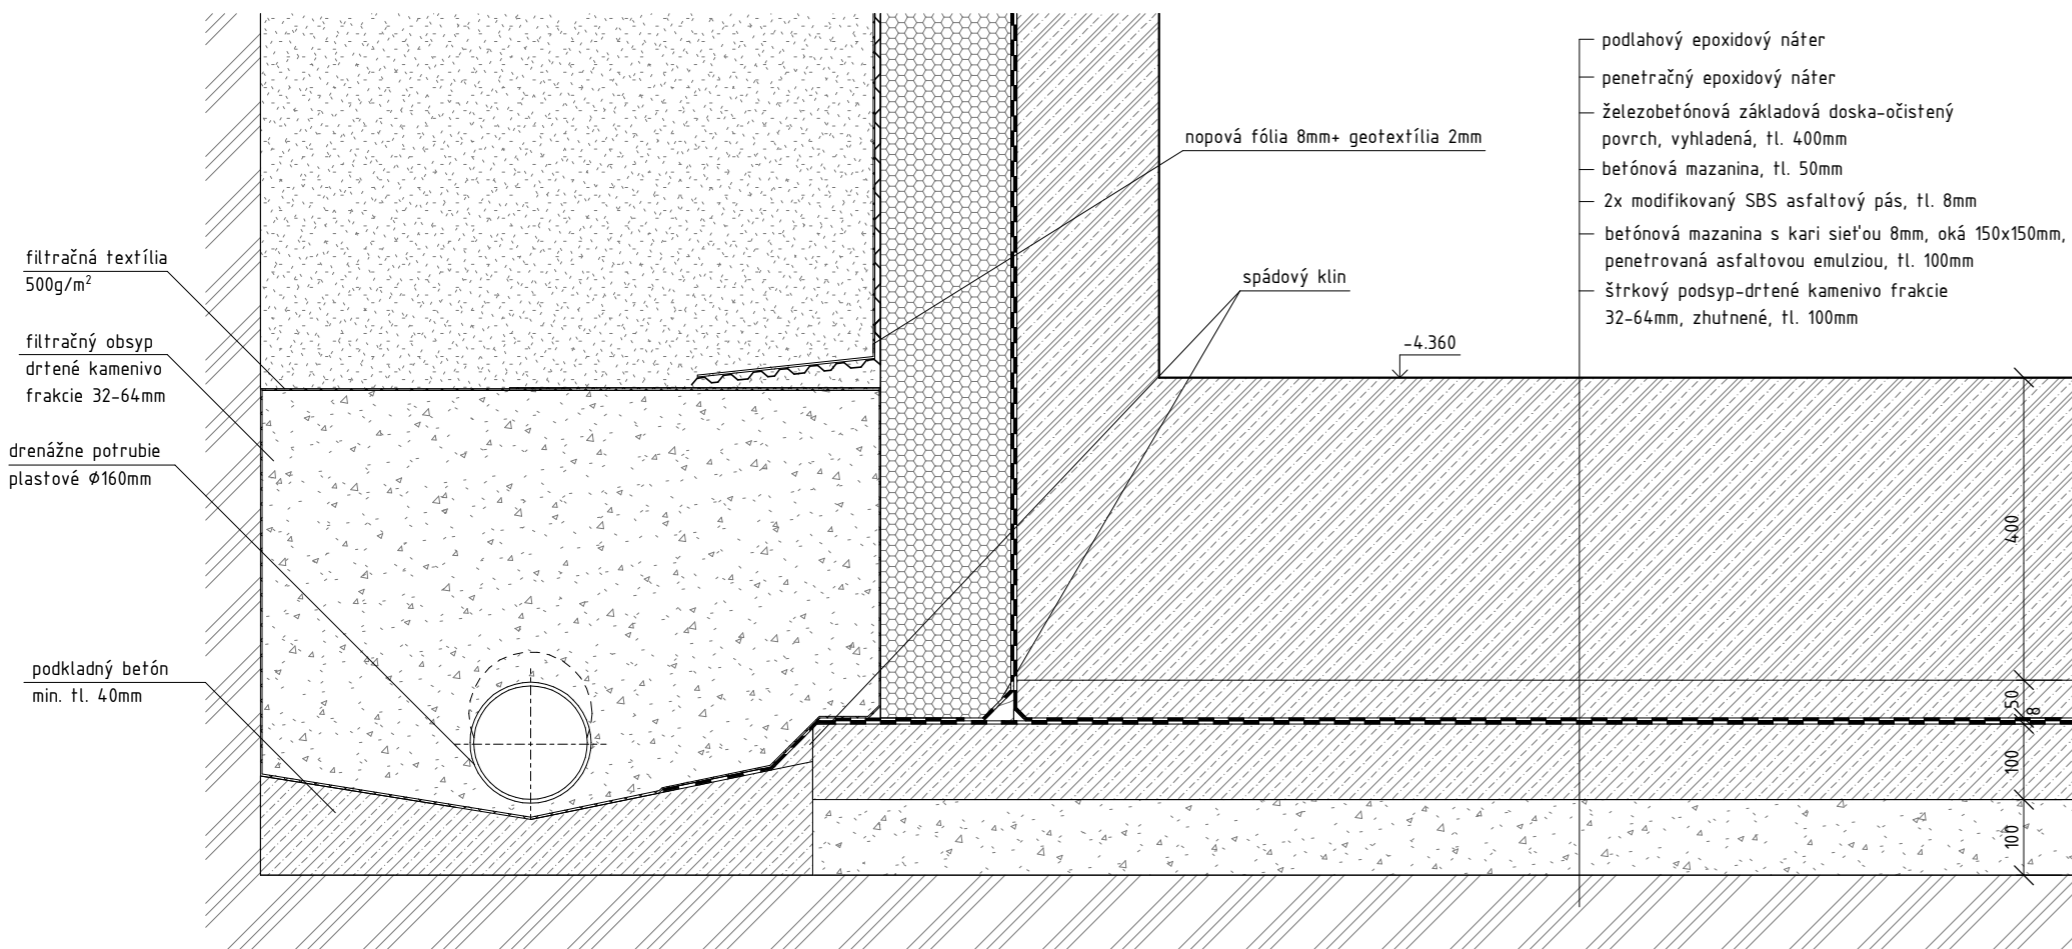 filtračná textília
500g/m²
filtračný obsyp
drtené kamenivo
frakcie 32-64mm
drenážne potrubie
plastové Φ160mm
podkladný betón
min. tl. 40mm
nopová fólia 8mm+ geotextília 2mm
spádový klin
-4.360
podlahový epoxidový náter
penetračný epoxidový náter
železobetónová základová doska-očistený
povrch, vyhladená, tl. 400mm
betónová mazanina, tl. 50mm
2x modifikovaný SBS asfaltový pás, tl. 8mm
betónová mazanina s kari sieťou 8mm, oká 150x150mm,
penetrovaná asfaltovou emulziou, tl. 100mm
štrkový podsyp-drtené kamenivo frakcie
32-64mm, zhutnené, tl. 100mm
400
50
8
100
100